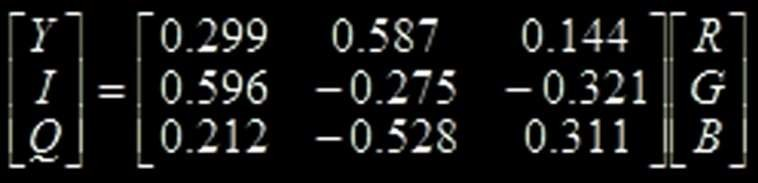 Y 0.299 0.587 0.144 R
I = 0.596 −0.275 −0.321 G
Q 0.212 −0.528 0.311 B